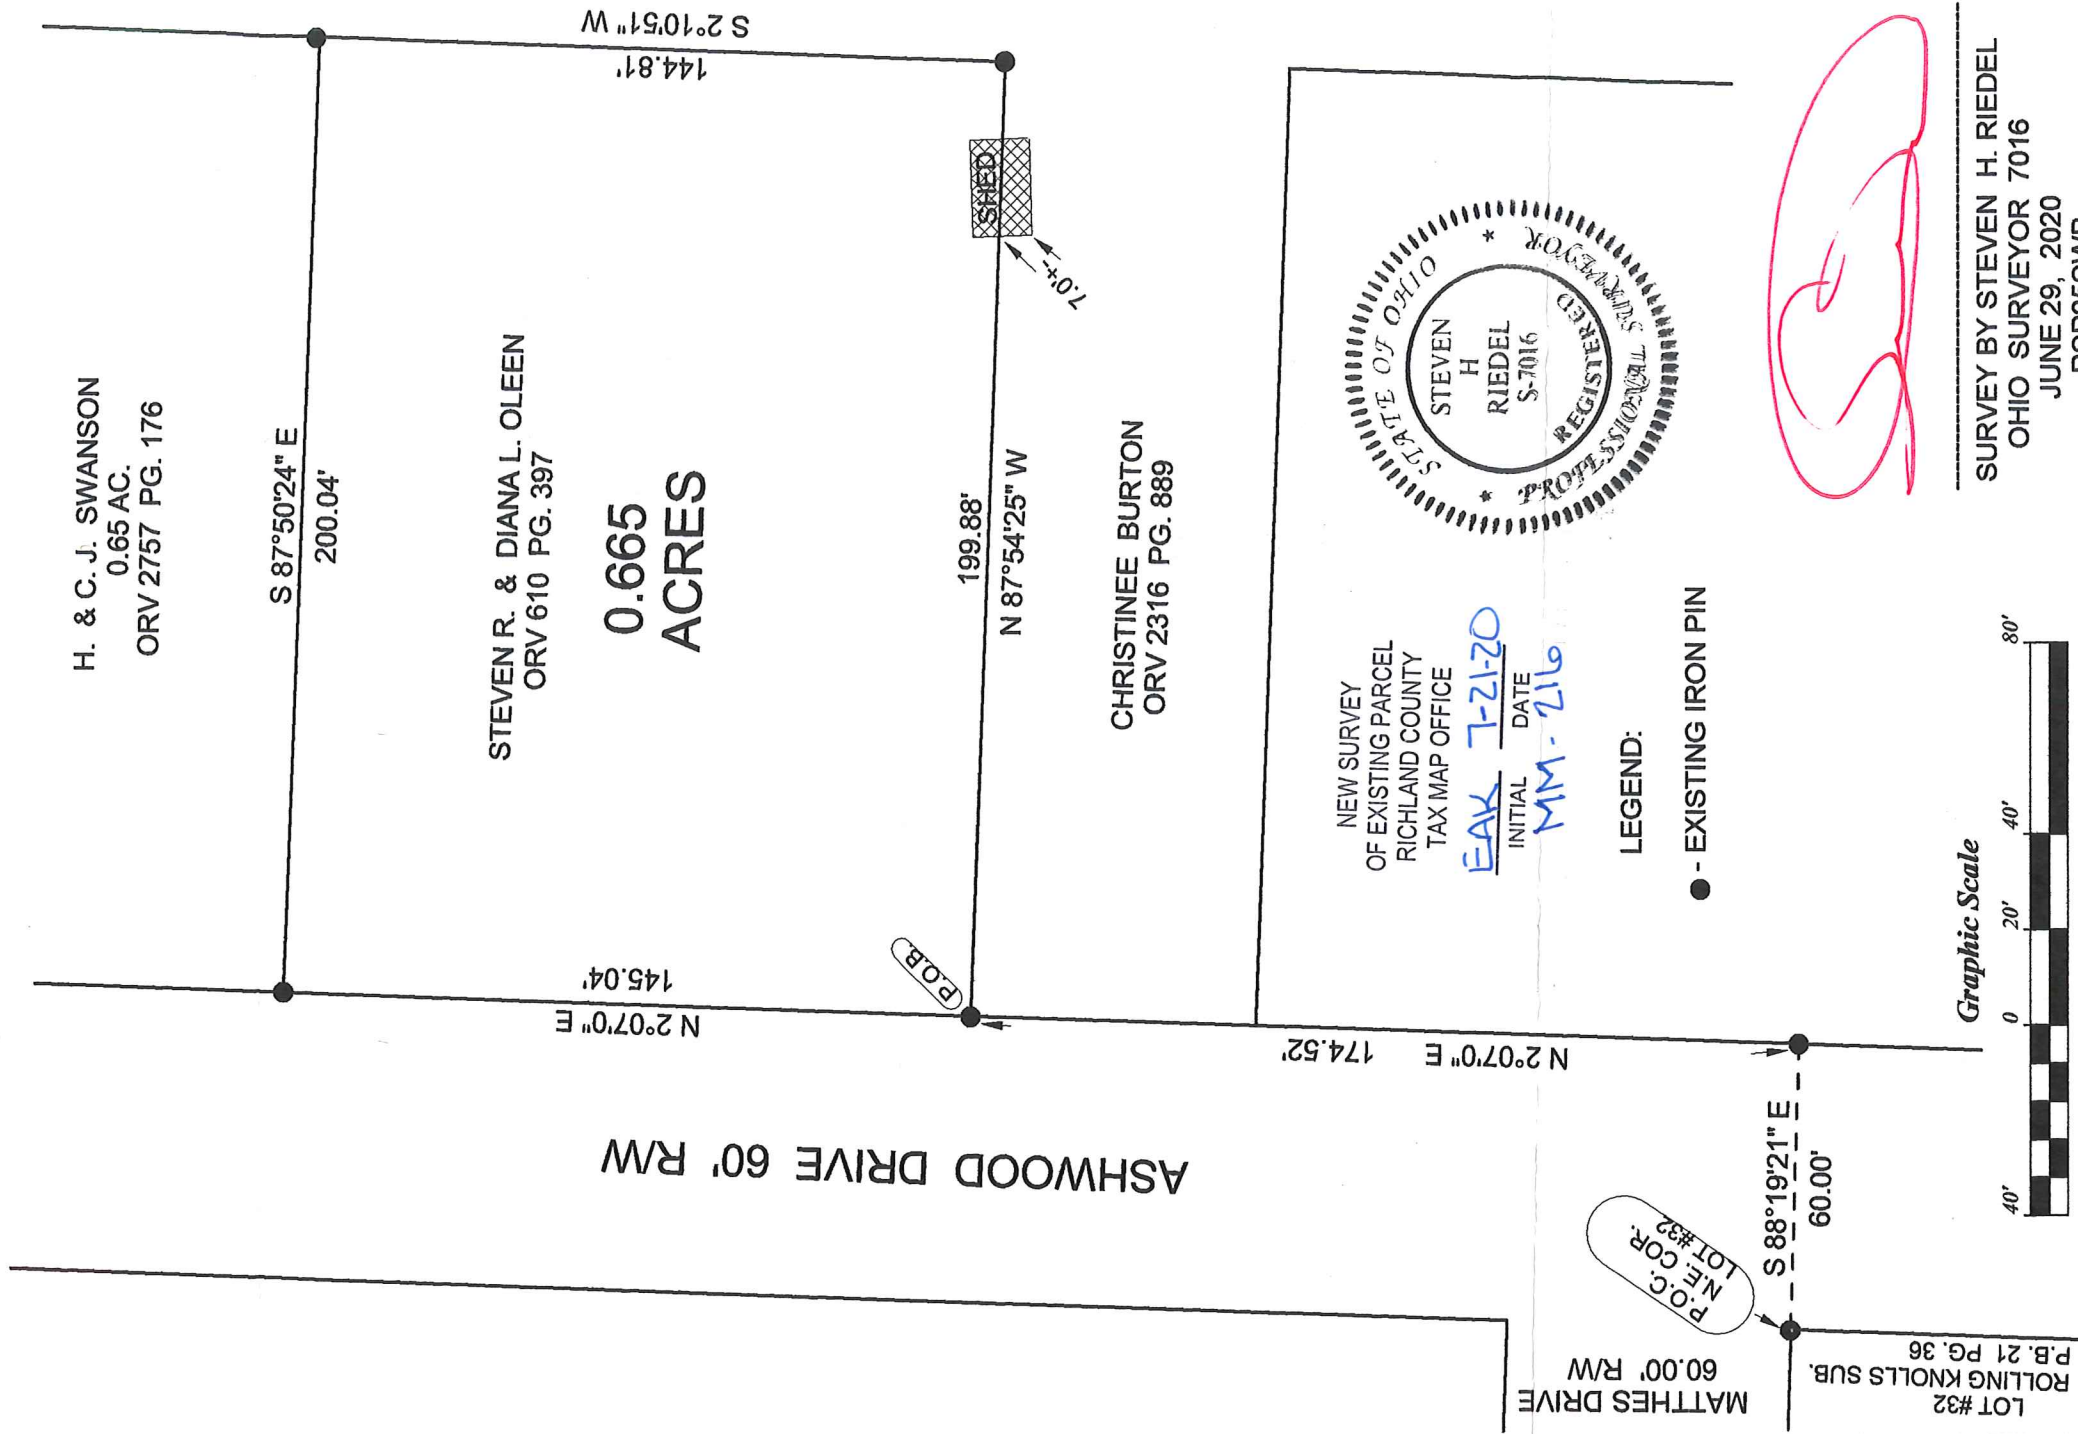 H. & C. J. SWANSON
0.65 AC.
ORV 2757 PG. 176
S 87°50'24" E
200.04'
S 2°10'51" W
144.81'
STEVEN R. & DIANA L. OLEEN
ORV 610 PG. 397
0.665
ACRES
145.04'
N 2°07'0" E
P.O.B.
SHED
7.0'+-
199.88'
N 87°54'25" W
CHRISTINEE BURTON
ORV 2316 PG. 889
174.52'
N 2°07'0" E
ASHWOOD DRIVE 60' R/W
MATTHES DRIVE
60.00' R/W
P.O.C.
N.E. COR.
LOT #32
S 88°19'21" E
60.00'
LOT #32
ROLLING KNOLLS SUB.
P.B. 21 PG. 36
NEW SURVEY
OF EXISTING PARCEL
RICHLAND COUNTY
TAX MAP OFFICE
EAK 7-21-20
INITIAL DATE
MM-216
LEGEND:
- EXISTING IRON PIN
STATE OF OHIO
STEVEN
H
RIEDEL
S-7016
REGISTERED
* PROFESSIONAL SURVEYOR *
Graphic Scale
40' 0 20' 40' 80'
SURVEY BY STEVEN H. RIEDEL
OHIO SURVEYOR 7016
JUNE 29, 2020